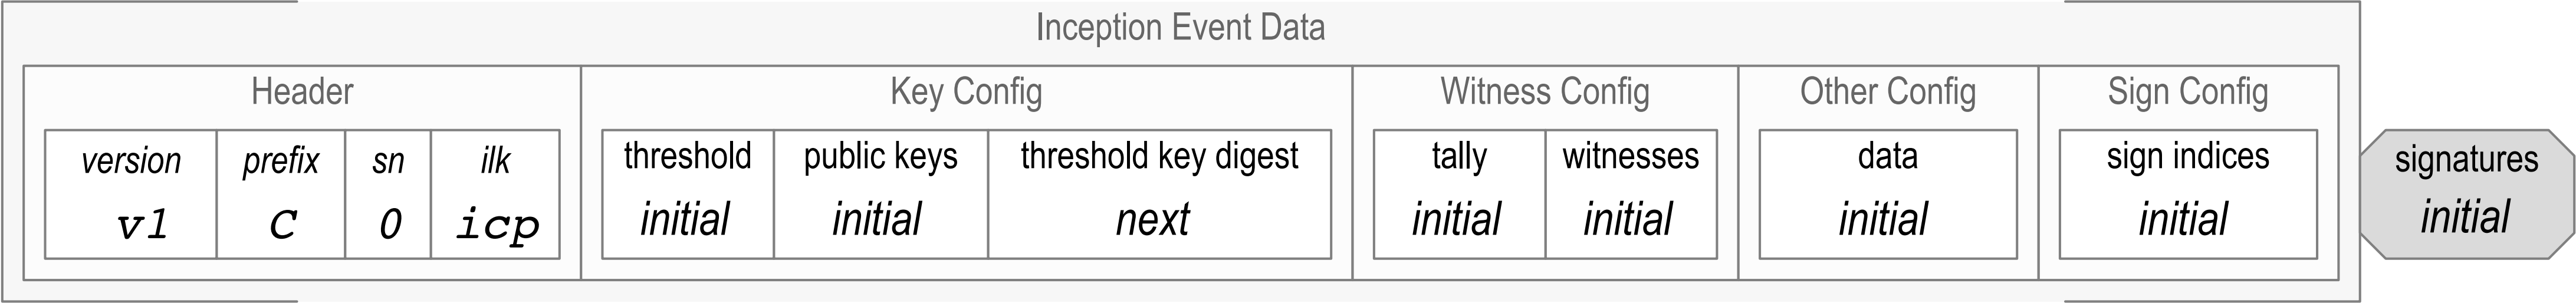 Inception Event Data
Header Key Config Witness Config Other Config Sign Config
version prefix sn ilk threshold public keys threshold key digest tally witnesses data sign indices signatures
v1 C 0 icp initial initial next initial initial initial initial initial